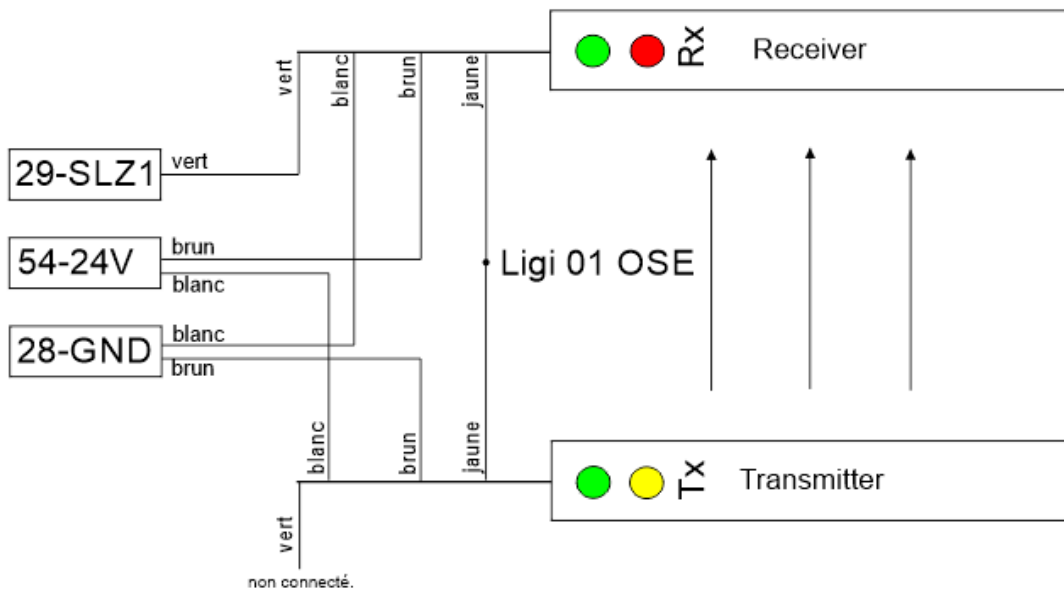 Rx
Receiver
vert
blanc
brun
jaune
29-SLZ1
vert
54-24V
brun
blanc
Ligi 01 OSE
28-GND
blanc
brun
blanc
brun
jaune
Tx
Transmitter
vert
non connecté.